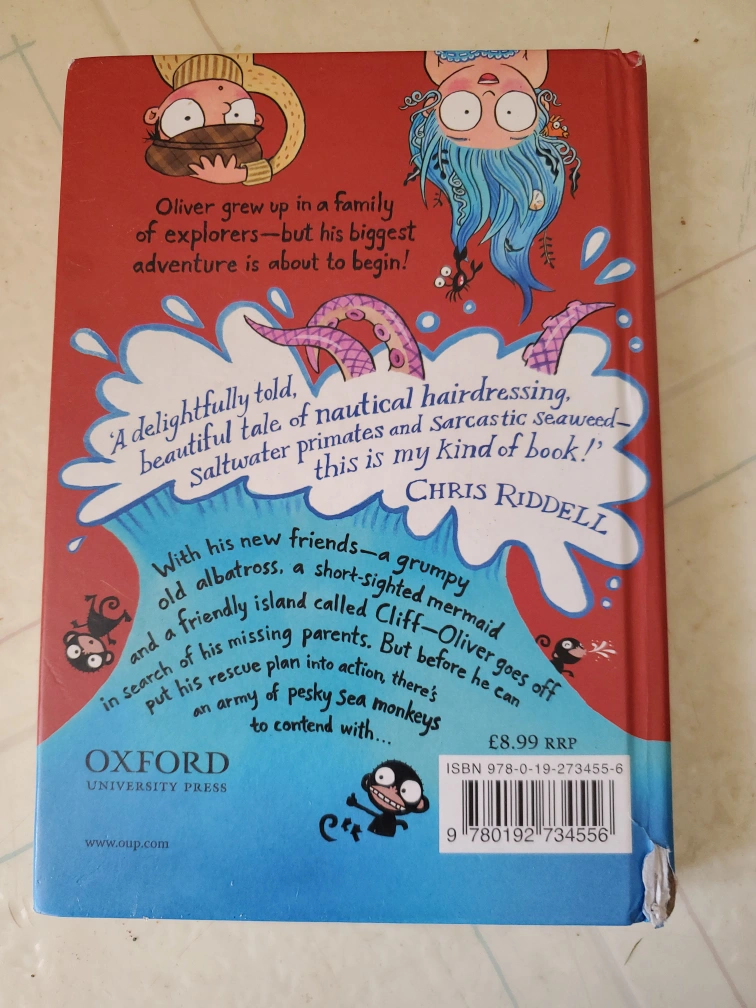 Oliver grew up in a family
of explorers—but his biggest
adventure is about to begin!
'A delightfully told,
beautiful tale of nautical hairdressing,
saltwater primates and sarcastic seaweed—
this is my kind of book!'
CHRIS RIDDELL
With his new friends—a grumpy
old albatross, a short-sighted mermaid
and a friendly island called Cliff—Oliver goes off
in search of his missing parents. But before he can
put his rescue plan into action, there's
an army of pesky sea monkeys
to contend with...
£8.99 RRP
OXFORD
UNIVERSITY PRESS
www.oup.com
ISBN 978-0-19-273455-6
9 780192 734556